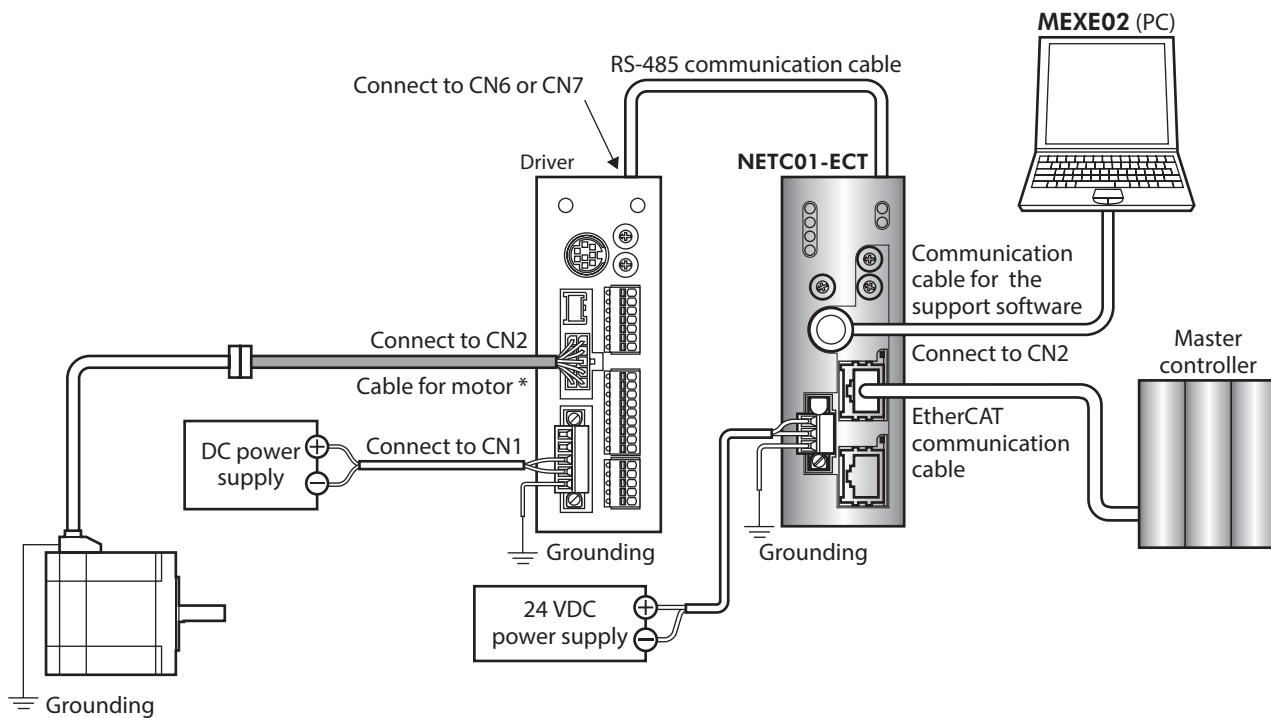 MEXE02 (PC)
RS-485 communication cable
Connect to CN6 or CN7
Driver
NETC01-ECT
Communication
cable for the
support software
Connect to CN2
Cable for motor *
Connect to CN2
Master
controller
EtherCAT
communication
cable
DC power
supply
+
−
Connect to CN1
Grounding
Grounding
24 VDC
power supply
+
−
Grounding